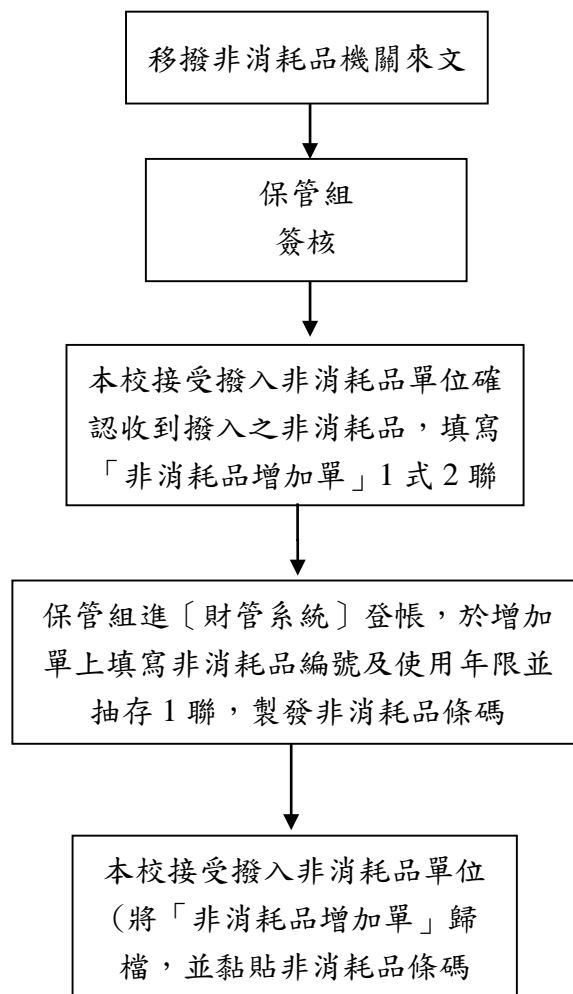 移撥非消耗品機關來文
保管組
簽核
本校接受撥入非消耗品單位確
認收到撥入之非消耗品，填寫
「非消耗品增加單」1 式 2 聯
保管組進〔財管系統〕登帳，於增加
單上填寫非消耗品編號及使用年限並
抽存 1 聯，製發非消耗品條碼
本校接受撥入非消耗品單位
（將「非消耗品增加單」歸
檔，並黏貼非消耗品條碼